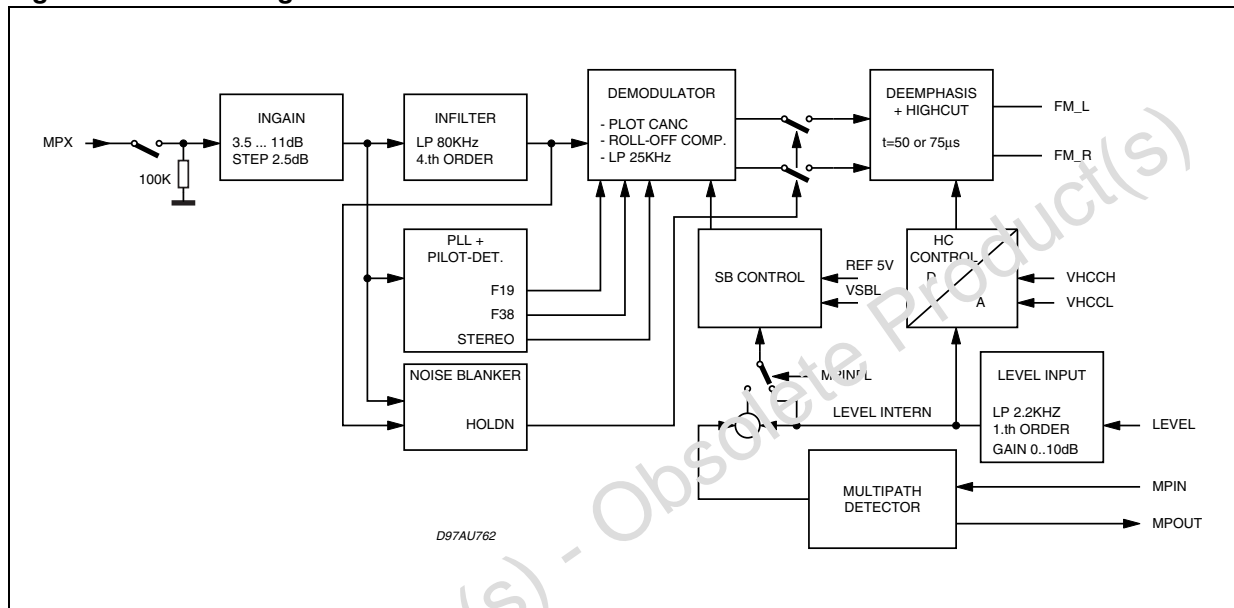 MPX
100K
INGAIN
3.5 ... 11dB
STEP 2.5dB
INFILTER
LP 80KHz
4.th ORDER
DEMODULATOR
- PLOT CANC
- ROLL-OFF COMP.
- LP 25KHz
DEEMPHASIS
+ HIGHCUT
t=50 or 75µs
FM_L
FM_R
PLL +
PILOT-DET.
F19
F38
STEREO
SB CONTROL
REF 5V
VSBL
HC
CONTROL
D
A
VHCCH
VHCCL
NOISE BLANKER
HOLDN
LEVEL INTERN
LEVEL INPUT
LP 2.2KHZ
1.th ORDER
GAIN 0..10dB
LEVEL
MULTIPATH
DETECTOR
MPIN
MPOUT
D97AU762
(s) - Obsolete Product(s)